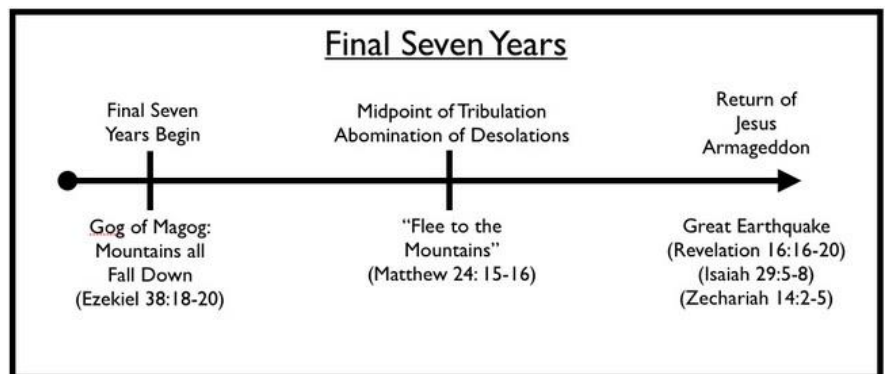 Final Seven Years
Final Seven
Years Begin
Midpoint of Tribulation
Abomination of Desolations
Return of
Jesus
Armageddon
Gog of Magog:
Mountains all
Fall Down
(Ezekiel 38:18-20)
“Flee to the
Mountains”
(Matthew 24: 15-16)
Great Earthquake
(Revelation 16:16-20)
(Isaiah 29:5-8)
(Zechariah 14:2-5)